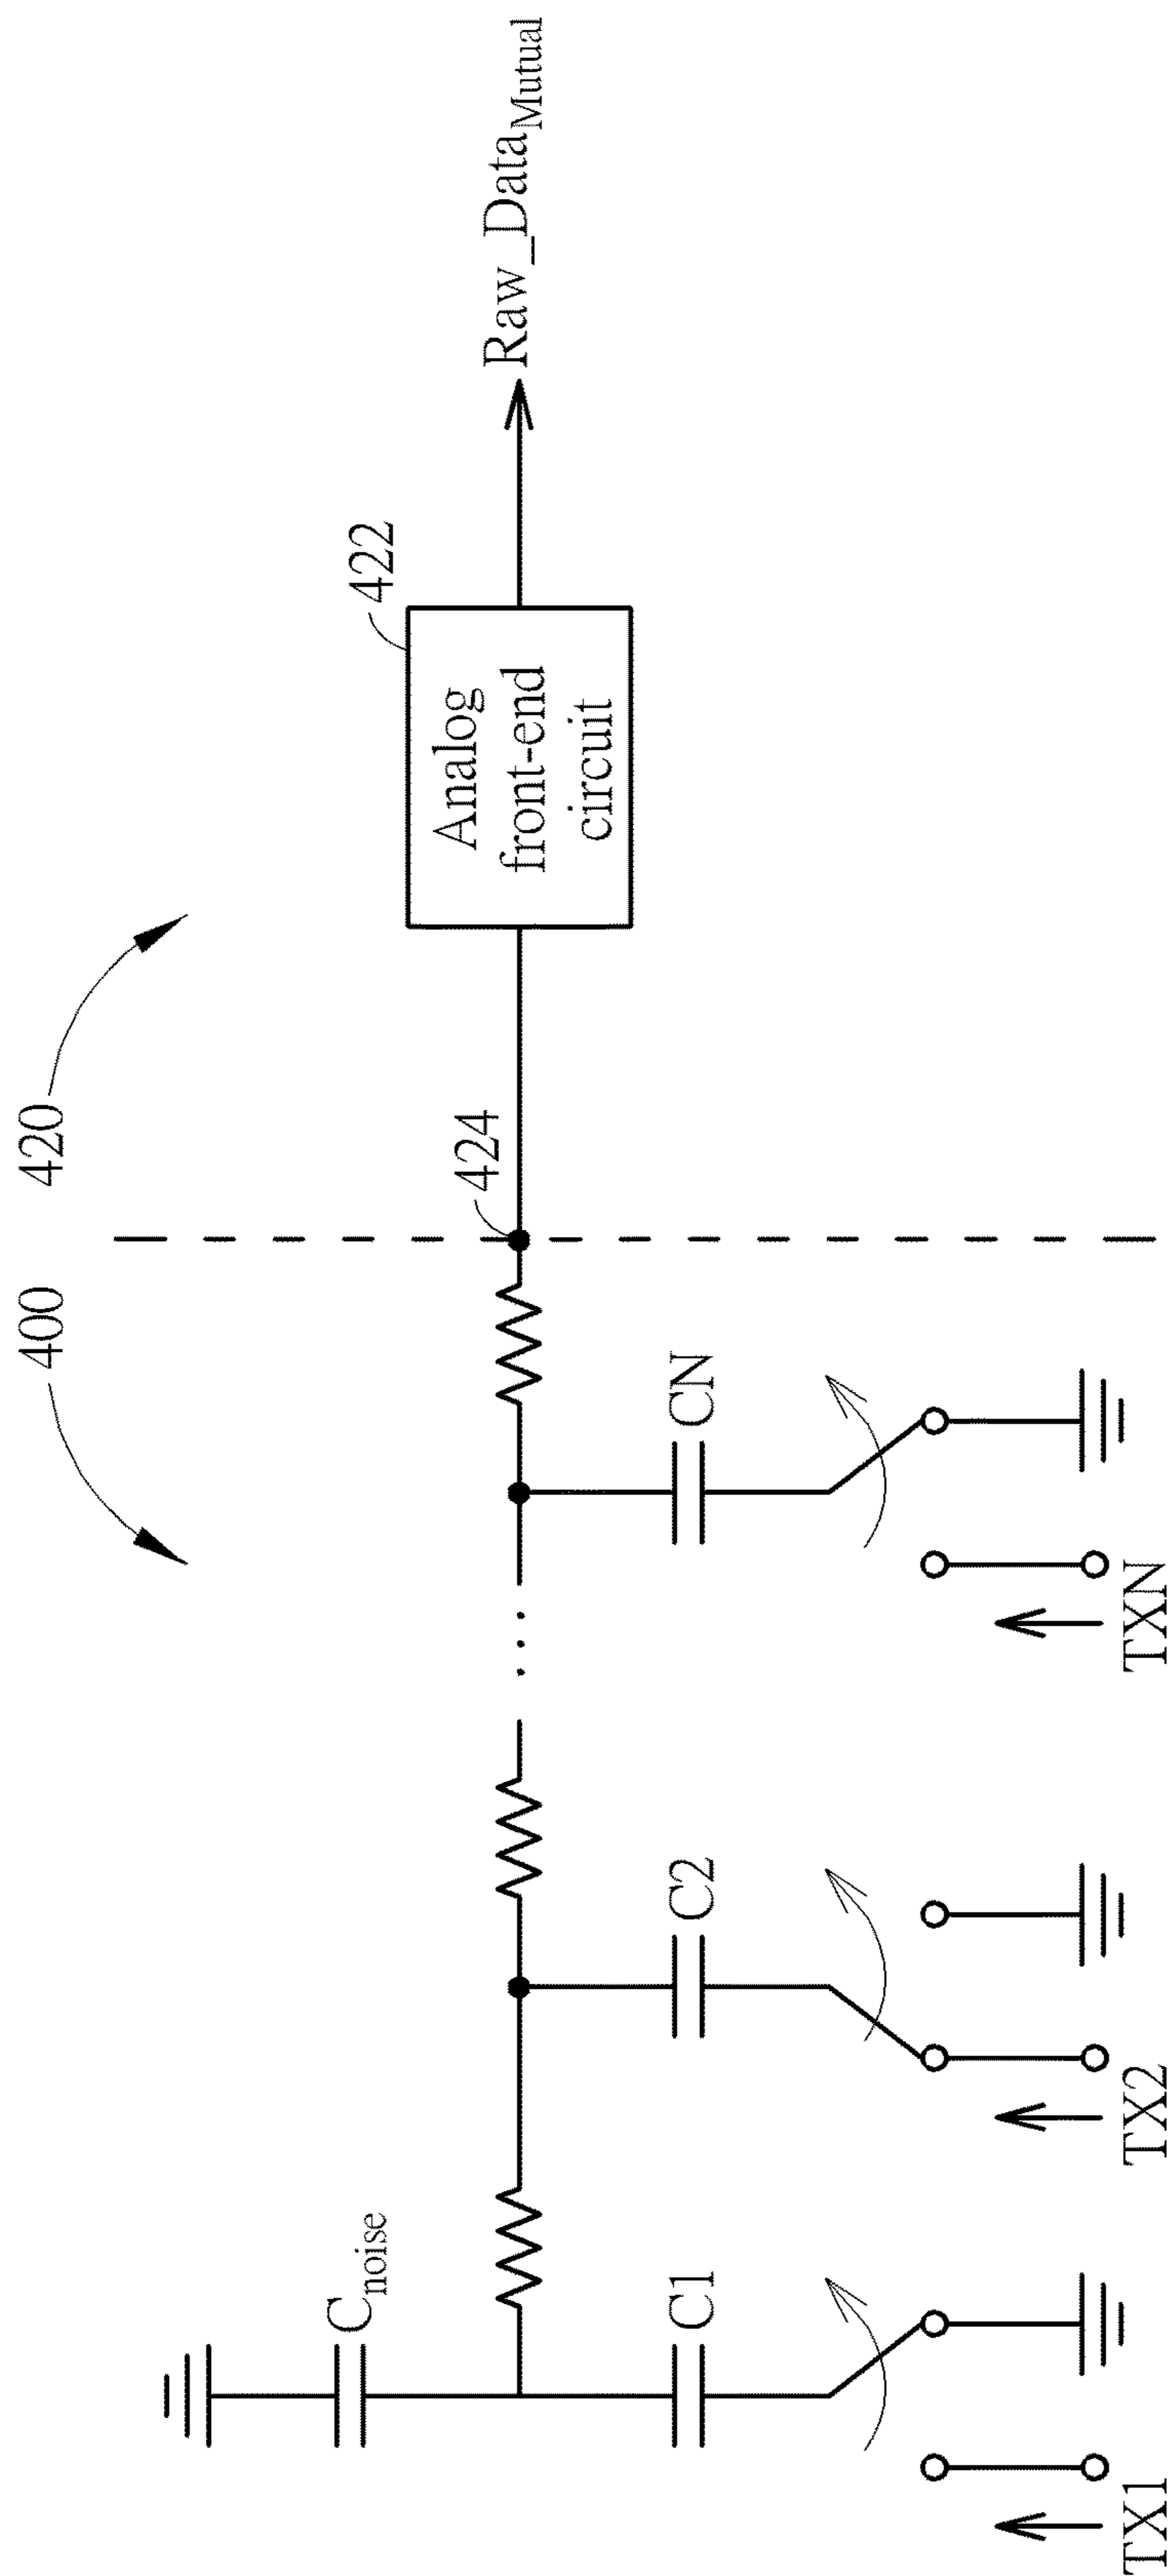 400
420
C_noise
424
422
Analog
front-end
circuit
Raw_Data_Mutual
C1
C2
CN
...
TX1
TX2
TXN